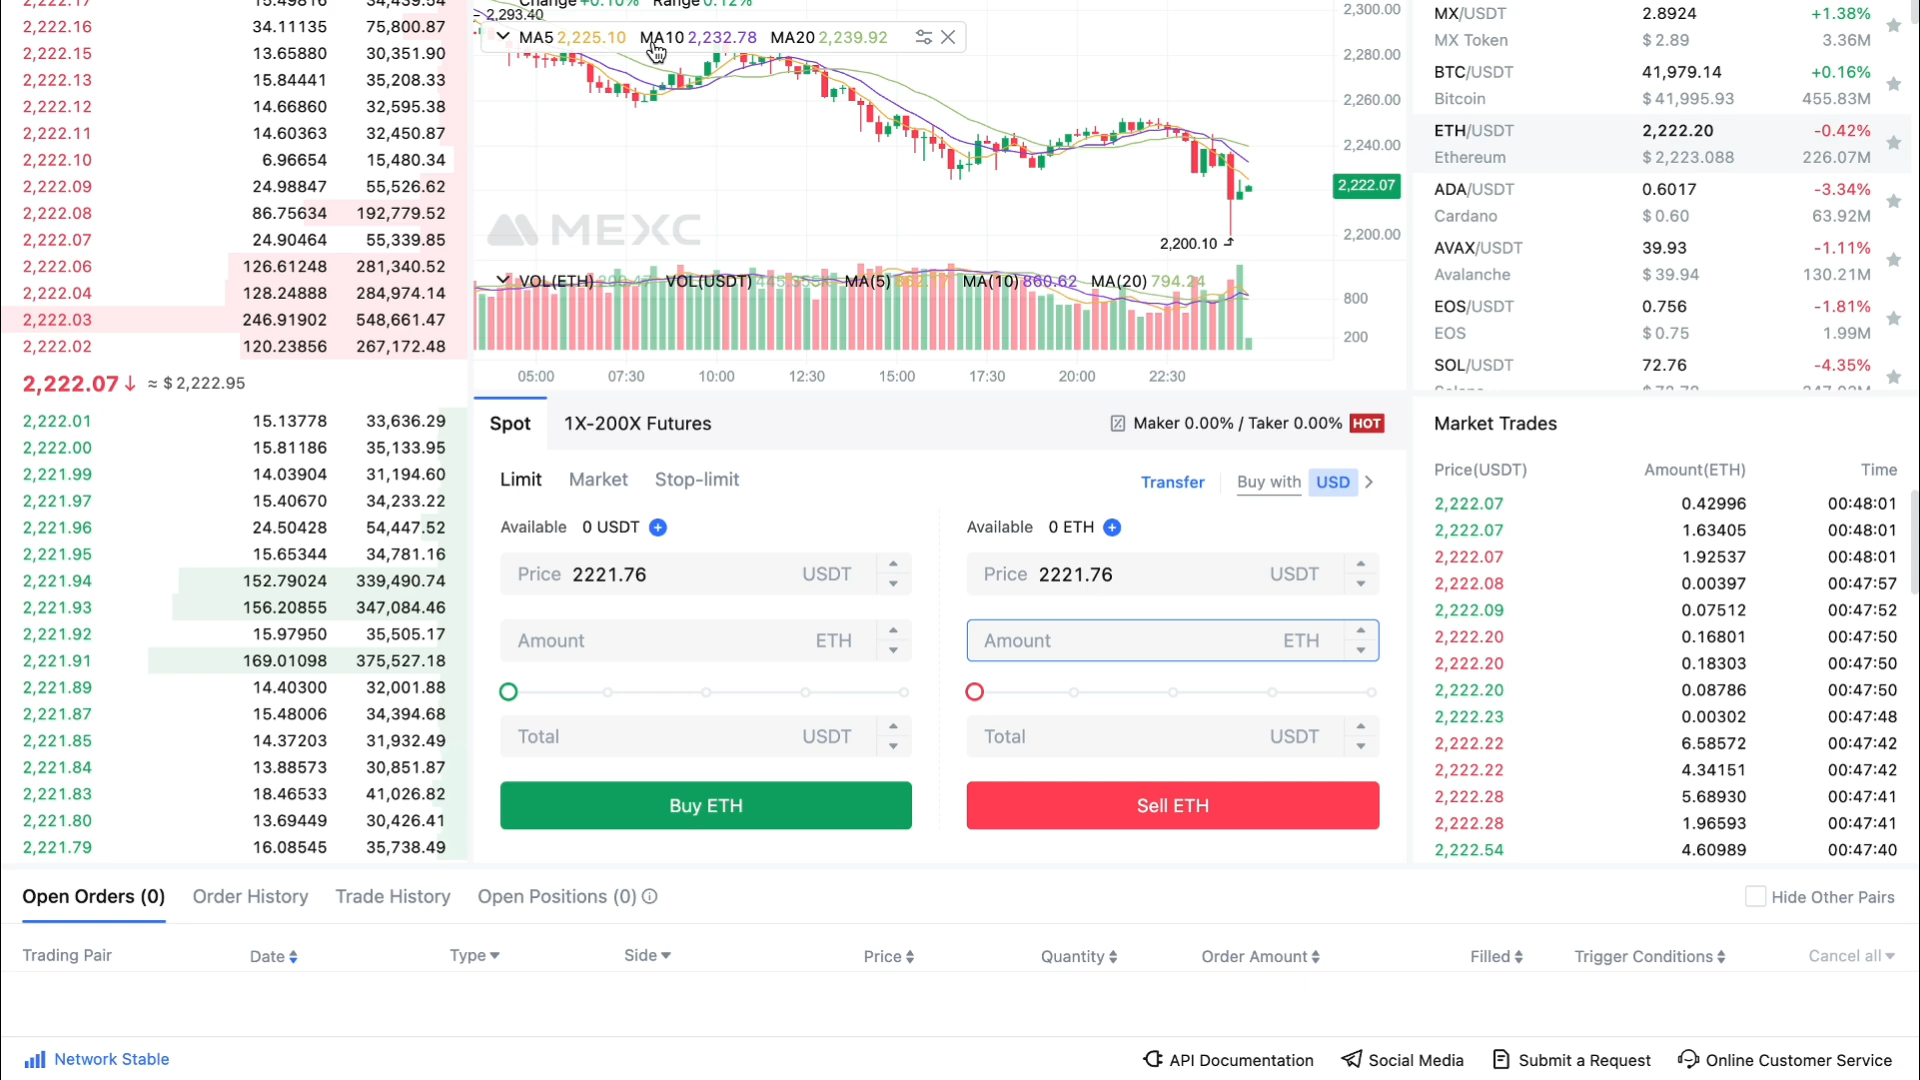 2,222.16 34.11135 75,800.87
2,222.15 13.65880 30,351.90
2,222.13 15.84441 35,208.33
2,222.12 14.66860 32,595.38
2,222.11 14.60363 32,450.87
2,222.10 6.96654 15,480.34
2,222.09 24.98847 55,526.62
2,222.08 86.75634 192,779.52
2,222.07 24.90464 55,339.85
2,222.06 126.61248 281,340.52
2,222.04 128.24888 284,974.14
2,222.03 246.91902 548,661.47
2,222.02 120.23856 267,172.48
2,222.07↓ ≈ $ 2,222.95
2,222.01 15.13778 33,636.29
2,222.00 15.81186 35,133.95
2,221.99 14.03904 31,194.60
2,221.97 15.40670 34,233.22
2,221.96 24.50428 54,447.52
2,221.95 15.65344 34,781.16
2,221.94 152.79024 339,490.74
2,221.93 156.20855 347,084.46
2,221.92 15.97950 35,505.17
2,221.91 169.01098 375,527.18
2,221.89 14.40300 32,001.88
2,221.87 15.48006 34,394.68
2,221.85 14.37203 31,932.49
2,221.84 13.88573 30,851.87
2,221.83 18.46533 41,026.82
2,221.80 13.69449 30,426.41
2,221.79 16.08545 35,738.49
Change +0.10% Range 0.12%
2,293.40
MA5 2,225.10 MA10 2,232.78 MA20 2,239.92
2,300.00
2,280.00
2,260.00
2,240.00
2,222.07
2,200.00
MEXC
2,200.10
VOL(ETH) VOL(USDT) MA(5) MA(10) 860.62 MA(20) 794.24
800
200
05:00 07:30 10:00 12:30 15:00 17:30 20:00 22:30
Spot 1X-200X Futures Maker 0.00% / Taker 0.00% HOT
Limit Market Stop-limit Transfer Buy with USD
Available 0 USDT Available 0 ETH
Price 2221.76 USDT Price 2221.76 USDT
Amount ETH Amount ETH
Total USDT Total USDT
Buy ETH Sell ETH
MX/USDT 2.8924 +1.38%
MX Token $ 2.89 3.36M
BTC/USDT 41,979.14 +0.16%
Bitcoin $ 41,995.93 455.83M
ETH/USDT 2,222.20 -0.42%
Ethereum $ 2,223.088 226.07M
ADA/USDT 0.6017 -3.34%
Cardano $ 0.60 63.92M
AVAX/USDT 39.93 -1.11%
Avalanche $ 39.94 130.21M
EOS/USDT 0.756 -1.81%
EOS $ 0.75 1.99M
SOL/USDT 72.76 -4.35%
Market Trades
Price(USDT) Amount(ETH) Time
2,222.07 0.42996 00:48:01
2,222.07 1.63405 00:48:01
2,222.07 1.92537 00:48:01
2,222.08 0.00397 00:47:57
2,222.09 0.07512 00:47:52
2,222.20 0.16801 00:47:50
2,222.20 0.18303 00:47:50
2,222.20 0.08786 00:47:50
2,222.23 0.00302 00:47:48
2,222.22 6.58572 00:47:42
2,222.22 4.34151 00:47:42
2,222.28 5.68930 00:47:41
2,222.28 1.96593 00:47:41
2,222.54 4.60989 00:47:40
Open Orders (0) Order History Trade History Open Positions (0) Hide Other Pairs
Trading Pair Date Type Side Price Quantity Order Amount Filled Trigger Conditions Cancel all
Network Stable API Documentation Social Media Submit a Request Online Customer Service